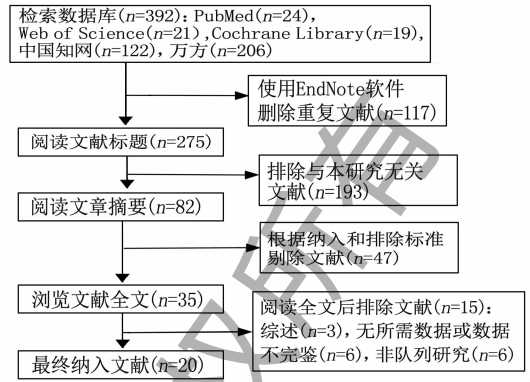 检索数据库(n=392)：PubMed(n=24)，
Web of Science(n=21),Cochrane Library(n=19),
中国知网(n=122)，万方(n=206)
使用EndNote软件
删除重复文献(n=117)
阅读文献标题(n=275)
排除与本研究无关
文献(n=193)
阅读文章摘要(n=82)
根据纳入和排除标准
剔除文献(n=47)
浏览文献全文(n=35)
阅读全文后排除文献(n=15)：
综述(n=3)，无所需数据或数据
不完鉴(n=6)，非队列研究(n=6)
最终纳入文献(n=20)
权所有